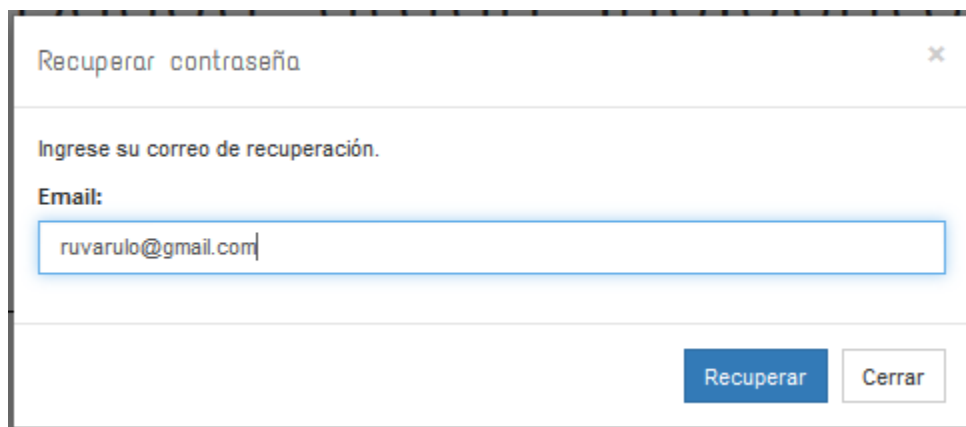 Recuperar contraseña
×
Ingrese su correo de recuperación.
Email:
ruvarulo@gmail.com
Recuperar Cerrar